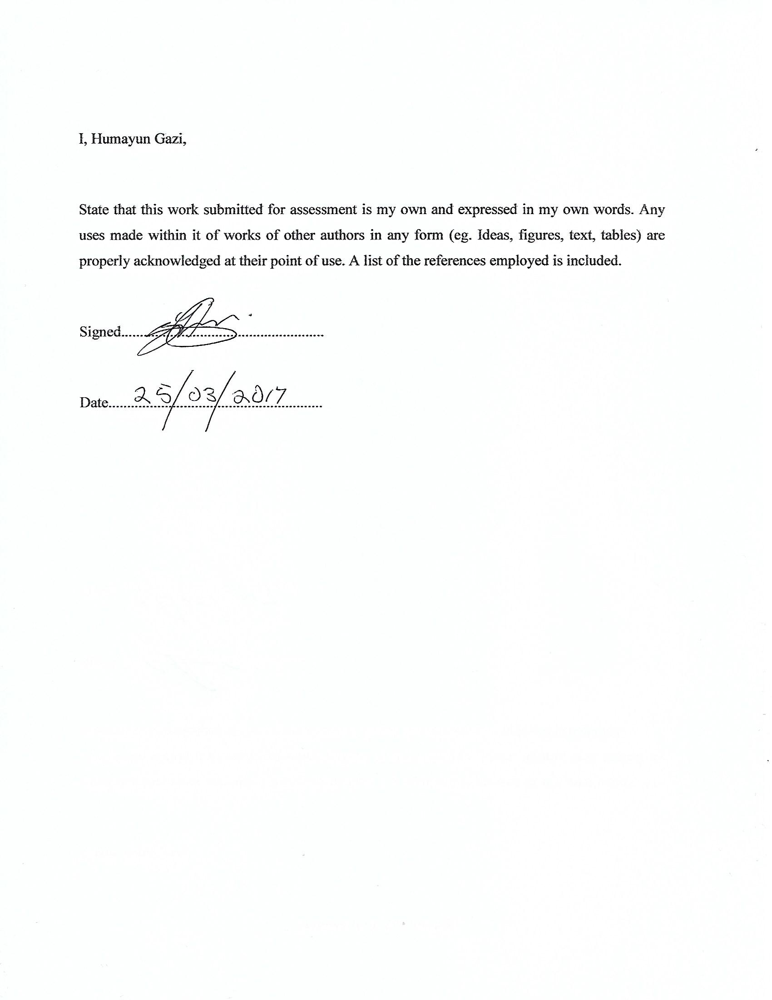 I, Humayun Gazi,
State that this work submitted for assessment is my own and expressed in my own words. Any
uses made within it of works of other authors in any form (eg. Ideas, figures, text, tables) are
properly acknowledged at their point of use. A list of the references employed is included.
Signed....................................................
Date....25/03/2017....................